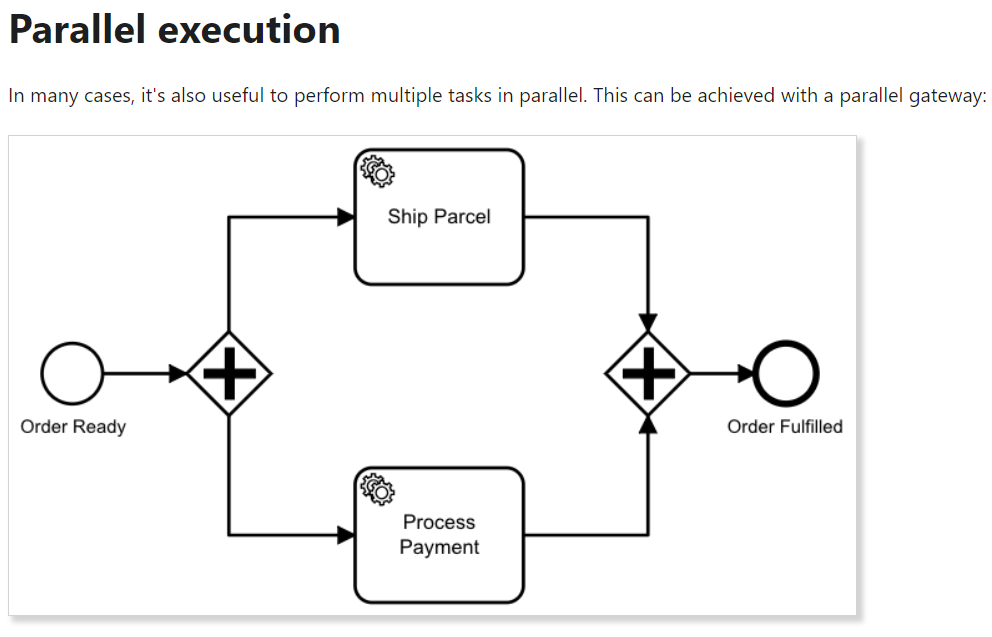 Parallel execution
In many cases, it's also useful to perform multiple tasks in parallel. This can be achieved with a parallel gateway:
Ship Parcel
Order Ready
Order Fulfilled
Process
Payment